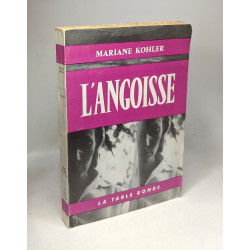 MARIANE KOHLER
L'ANGOISSE
LA TABLE RONDE